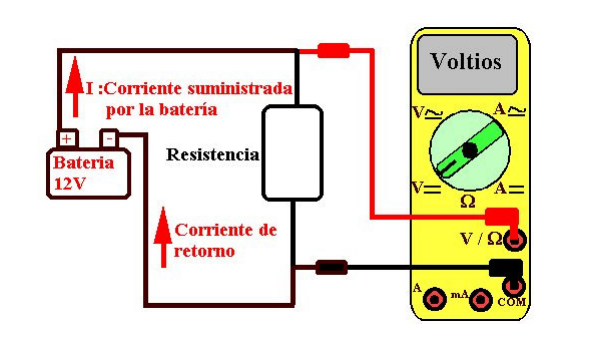 I :Corriente suministrada
por la batería
+ -
Bateria
12V
Resistencia
Corriente de
retorno
Voltios
V A
V A
Ω
V / Ω
A mA COM